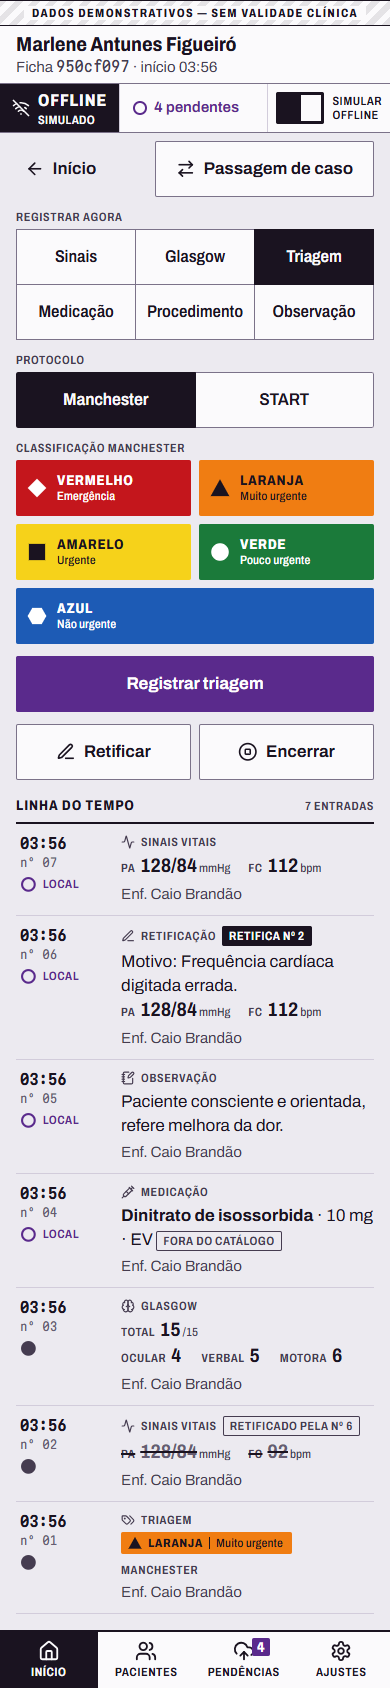 DADOS DEMONSTRATIVOS — SEM VALIDADE CLÍNICA
Marlene Antunes Figueiró
Ficha 950cf097 · início 03:56
OFFLINE
SIMULADO
4 pendentes
SIMULAR
OFFLINE
Início
Passagem de caso
REGISTRAR AGORA
Sinais
Glasgow
Triagem
Medicação
Procedimento
Observação
PROTOCOLO
Manchester
START
CLASSIFICAÇÃO MANCHESTER
VERMELHO
Emergência
LARANJA
Muito urgente
AMARELO
Urgente
VERDE
Pouco urgente
AZUL
Não urgente
Registrar triagem
Retificar
Encerrar
LINHA DO TEMPO
7 ENTRADAS
03:56
n° 07
LOCAL
SINAIS VITAIS
PA 128/84 mmHg FC 112 bpm
Enf. Caio Brandão
03:56
n° 06
LOCAL
RETIFICAÇÃO RETIFICA Nº 2
Motivo: Frequência cardíaca
digitada errada.
PA 128/84 mmHg FC 112 bpm
Enf. Caio Brandão
03:56
n° 05
LOCAL
OBSERVAÇÃO
Paciente consciente e orientada,
refere melhora da dor.
Enf. Caio Brandão
03:56
n° 04
LOCAL
MEDICAÇÃO
Dinitrato de isossorbida · 10 mg
· EV FORA DO CATÁLOGO
Enf. Caio Brandão
03:56
n° 03
GLASGOW
TOTAL 15 /15
OCULAR 4 VERBAL 5 MOTORA 6
Enf. Caio Brandão
03:56
n° 02
SINAIS VITAIS RETIFICADO PELA Nº 6
PA 128/84 mmHg FC 92 bpm
Enf. Caio Brandão
03:56
n° 01
TRIAGEM
LARANJA | Muito urgente
MANCHESTER
Enf. Caio Brandão
INÍCIO
PACIENTES
4
PENDÊNCIAS
AJUSTES